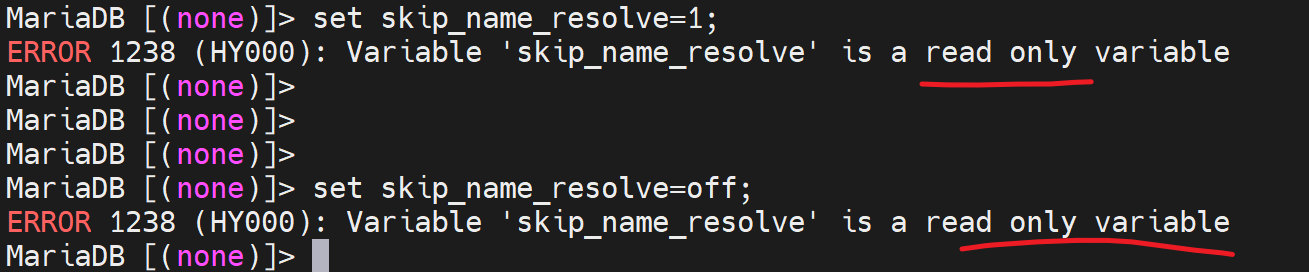 MariaDB [(none)]> set skip_name_resolve=1;
ERROR 1238 (HY000): Variable 'skip_name_resolve' is a read only variable
MariaDB [(none)]>
MariaDB [(none)]>
MariaDB [(none)]>
MariaDB [(none)]> set skip_name_resolve=off;
ERROR 1238 (HY000): Variable 'skip_name_resolve' is a read only variable
MariaDB [(none)]>